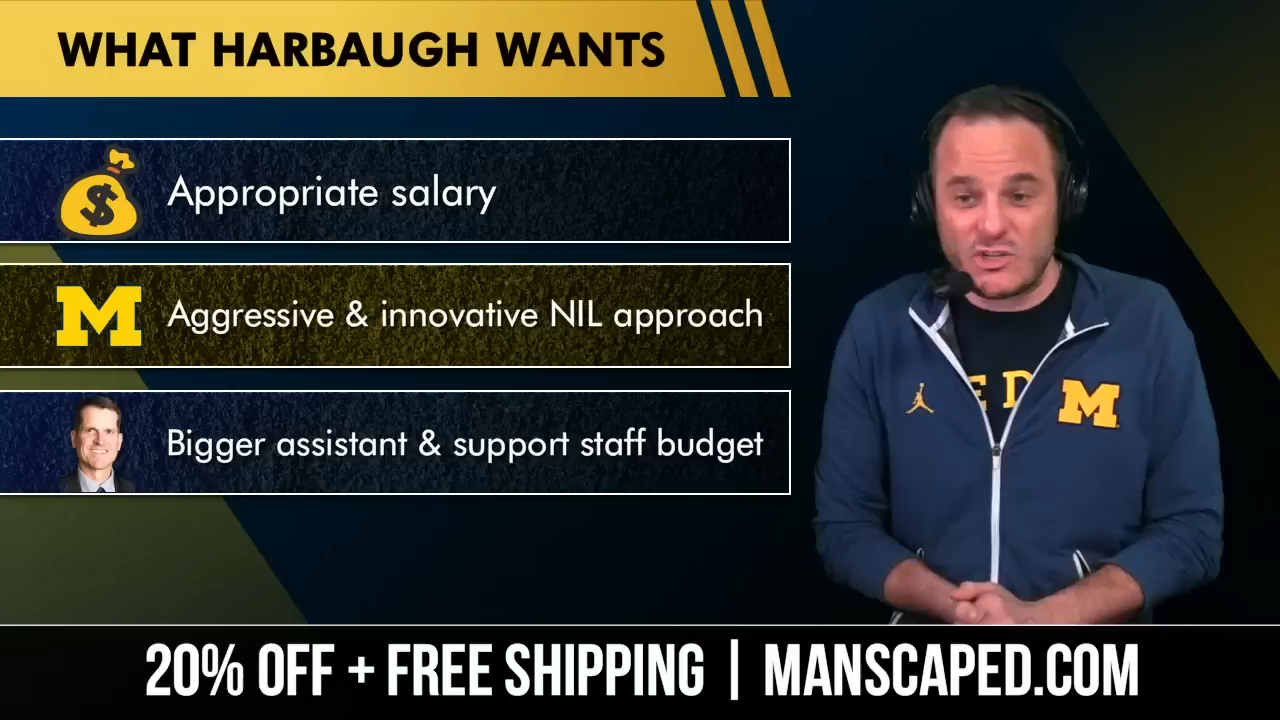 WHAT HARBAUGH WANTS
$
Appropriate salary
M
Aggressive & innovative NIL approach
Bigger assistant & support staff budget
ED
M
20% OFF + FREE SHIPPING | MANSCAPED.COM